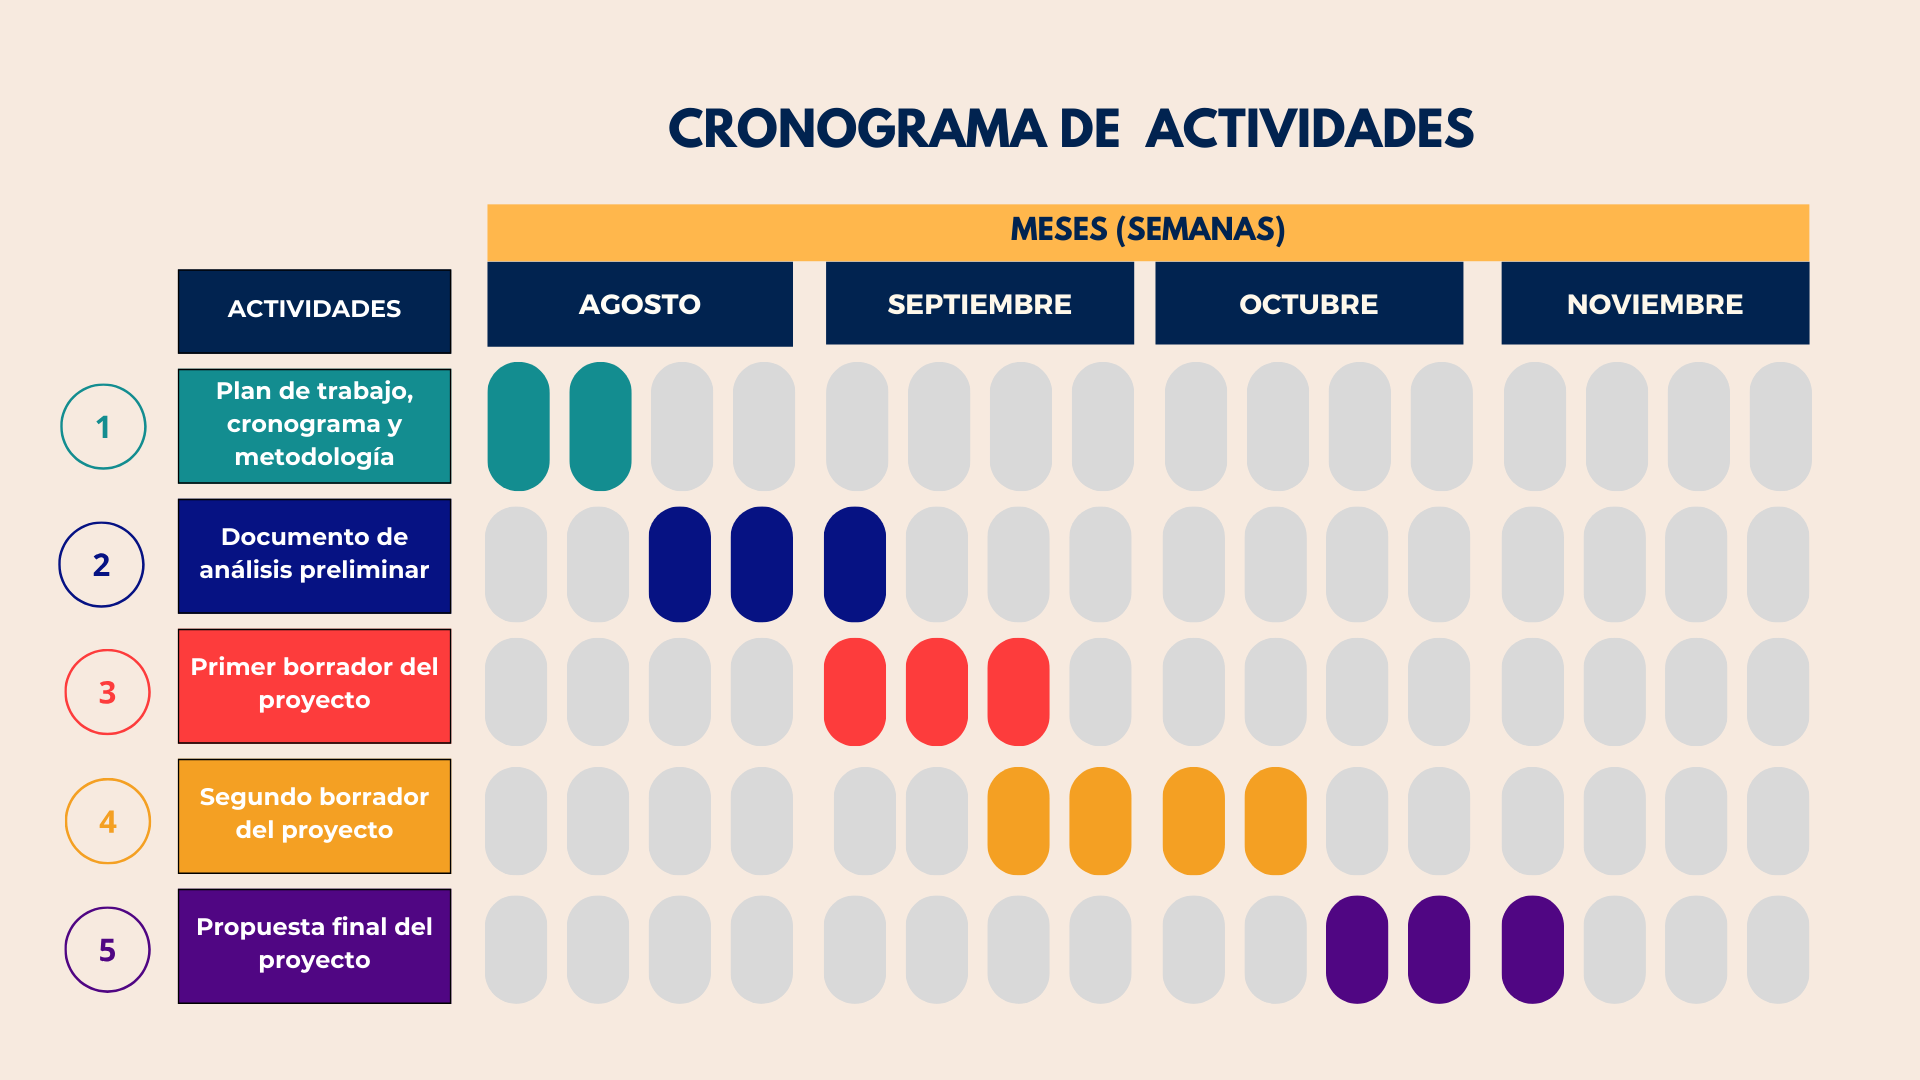 CRONOGRAMA DE ACTIVIDADES
MESES (SEMANAS)
ACTIVIDADES
AGOSTO
SEPTIEMBRE
OCTUBRE
NOVIEMBRE
1
Plan de trabajo,
cronograma y
metodología
2
Documento de
análisis preliminar
3
Primer borrador del
proyecto
4
Segundo borrador
del proyecto
5
Propuesta final del
proyecto